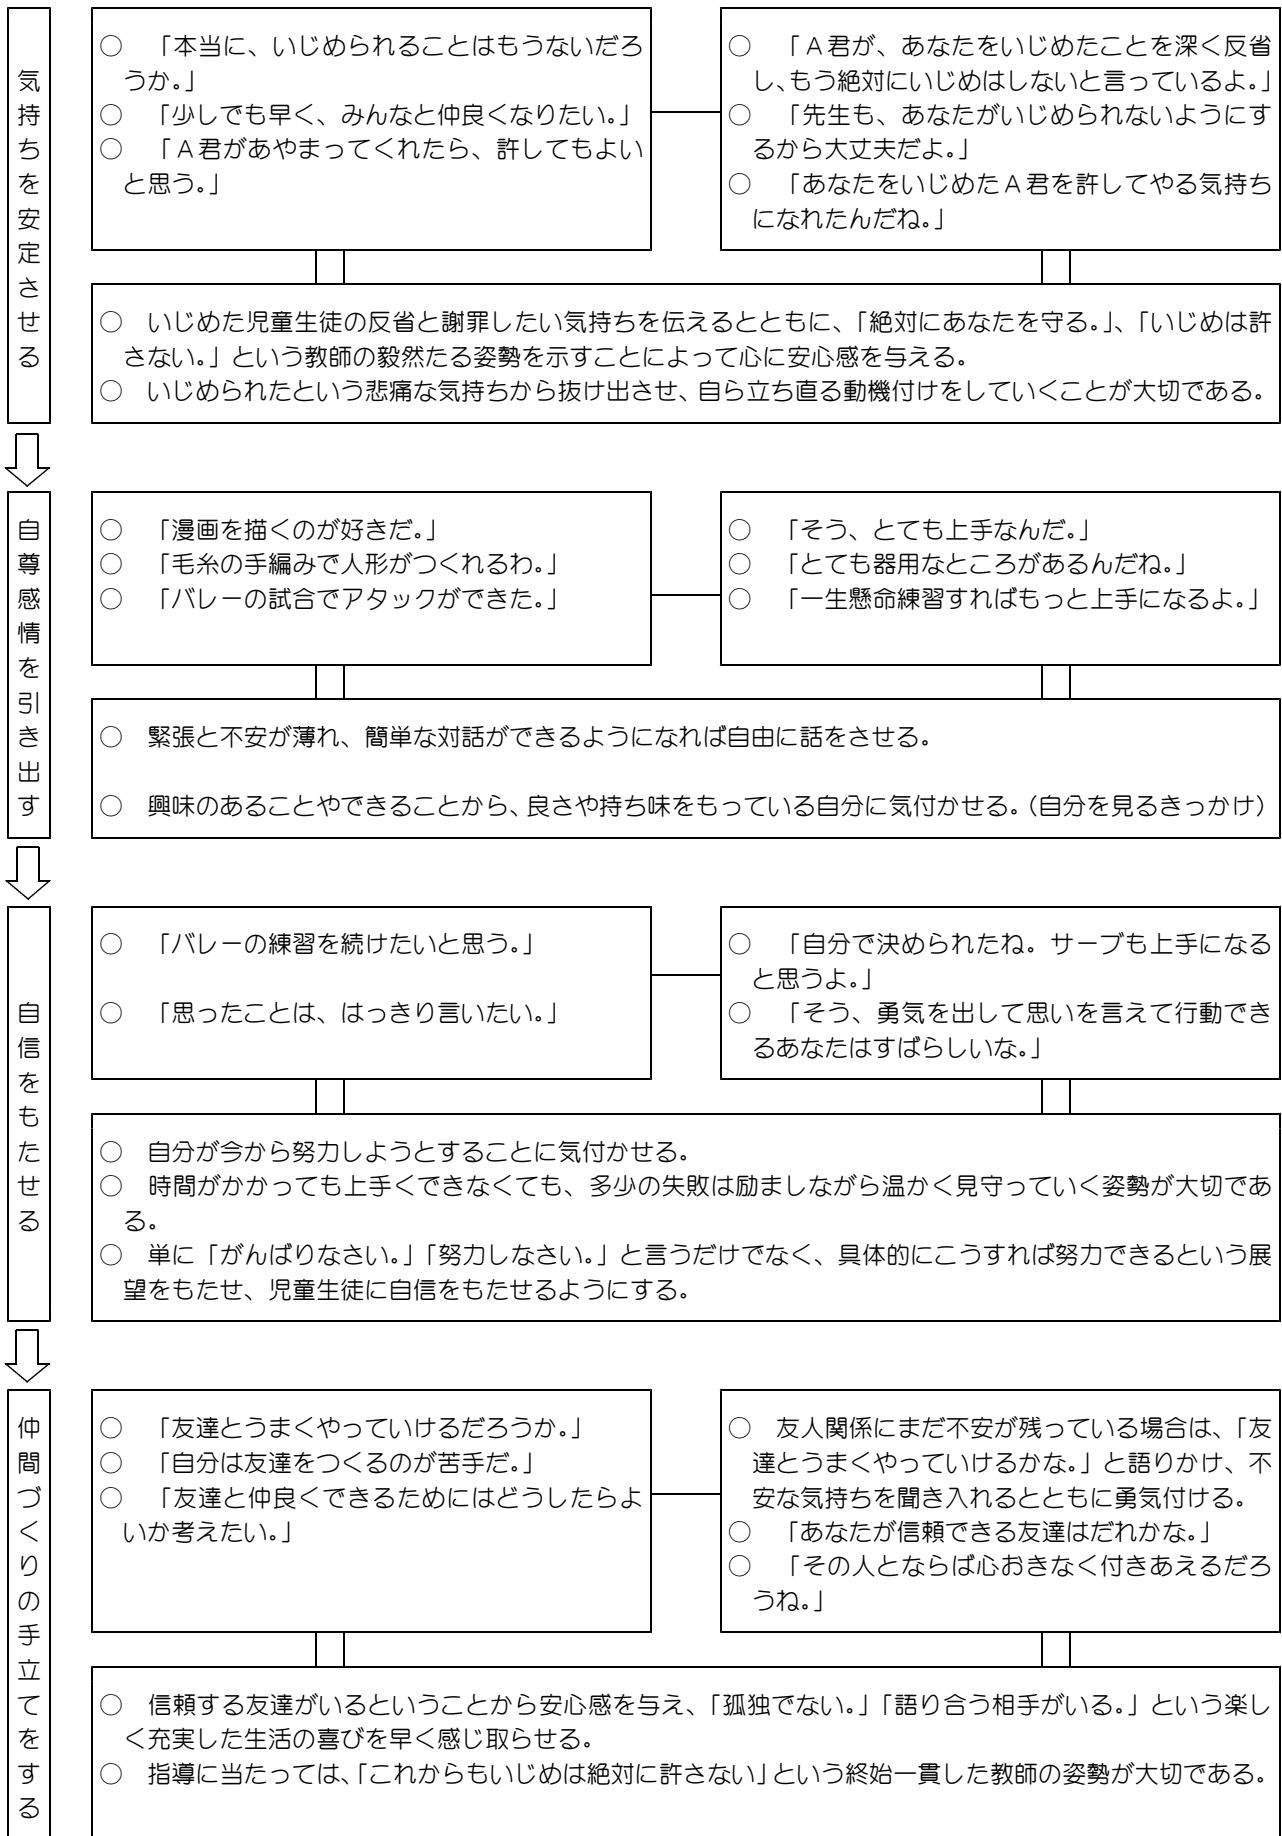 気持ちを安定させる
○　「本当に、いじめられることはもうないだろ
うか。」
○　「少しでも早く、みんなと仲良くなりたい。」
○　「A君があやまってくれたら、許してもよい
と思う。」
○　「A君が、あなたをいじめたことを深く反省
し、もう絶対にいじめはしないと言っているよ。」
○　「先生も、あなたがいじめられないようにす
るから大丈夫だよ。」
○　「あなたをいじめたA君を許してやる気持ち
になれたんだね。」
○　いじめた児童生徒の反省と謝罪したい気持ちを伝えるとともに、「絶対にあなたを守る。」、「いじめは許
さない。」という教師の毅然たる姿勢を示すことによって心に安心感を与える。
○　いじめられたという悲痛な気持ちから抜け出させ、自ら立ち直る動機付けをしていくことが大切である。
自尊感情を引き出す
○　「漫画を描くのが好きだ。」
○　「毛糸の手編みで人形がつくれるわ。」
○　「バレーの試合でアタックができた。」
○　「そう、とても上手なんだ。」
○　「とても器用なところがあるんだね。」
○　「一生懸命練習すればもっと上手になるよ。」
○　緊張と不安が薄れ、簡単な対話ができるようになれば自由に話をさせる。
○　興味のあることやできることから、良さや持ち味をもっている自分に気付かせる。（自分を見るきっかけ）
自信をもたせる
○　「バレーの練習を続けたいと思う。」
○　「思ったことは、はっきり言いたい。」
○　「自分で決められたね。サーブも上手になる
と思うよ。」
○　「そう、勇気を出して思いを言えて行動でき
るあなたはすばらしいな。」
○　自分が今から努力しようとすることに気付かせる。
○　時間がかかっても上手くできなくても、多少の失敗は励ましながら温かく見守っていく姿勢が大切であ
る。
○　単に「がんばりなさい。」「努力しなさい。」と言うだけでなく、具体的にこうすれば努力できるという展
望をもたせ、児童生徒に自信をもたせるようにする。
仲間づくりの手立てをする
○　「友達とうまくやっていけるだろうか。」
○　「自分は友達をつくるのが苦手だ。」
○　「友達と仲良くできるためにはどうしたらよ
いか考えたい。」
○　友人関係にまだ不安が残っている場合は、「友
達とうまくやっていけるかな。」と語りかけ、不
安な気持ちを聞き入れるとともに勇気付ける。
○　「あなたが信頼できる友達はだれかな。」
○　「その人とならば心おきなく付きあえるだろ
うね。」
○　信頼する友達がいるということから安心感を与え、「孤独でない。」「語り合う相手がいる。」という楽し
く充実した生活の喜びを早く感じ取らせる。
○　指導に当たっては、「これからもいじめは絶対に許さない」という終始一貫した教師の姿勢が大切である。